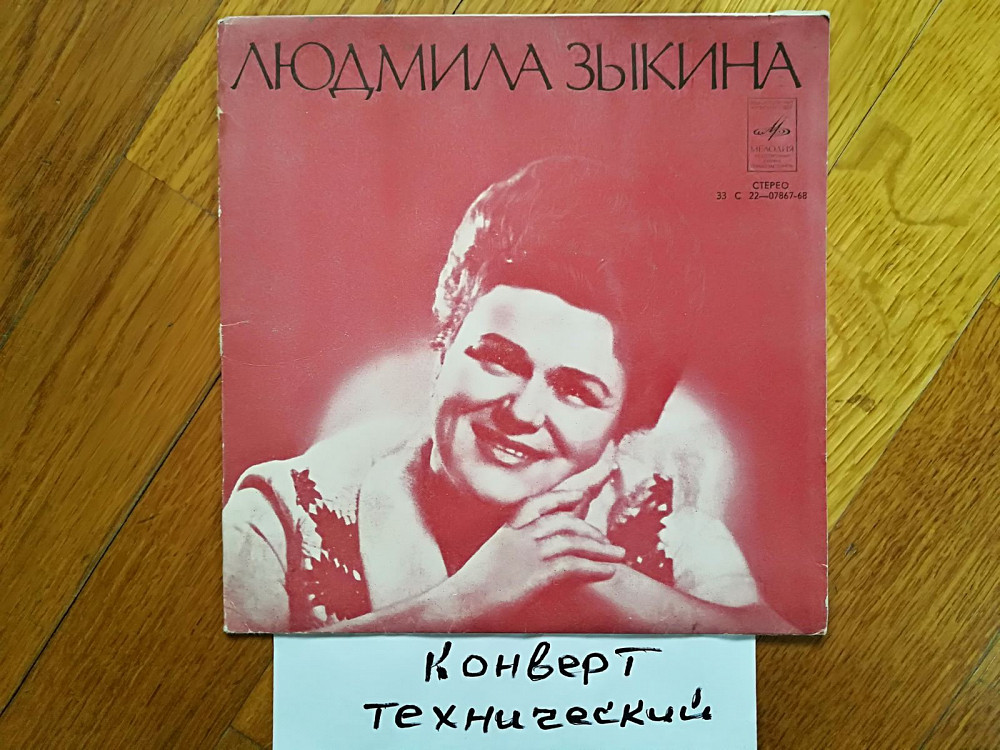 ЛЮДМИЛА ЗЫКИНА
МЕЛОДИЯ
СТЕРЕО
33 С 22—07867-68
Конверт
технический